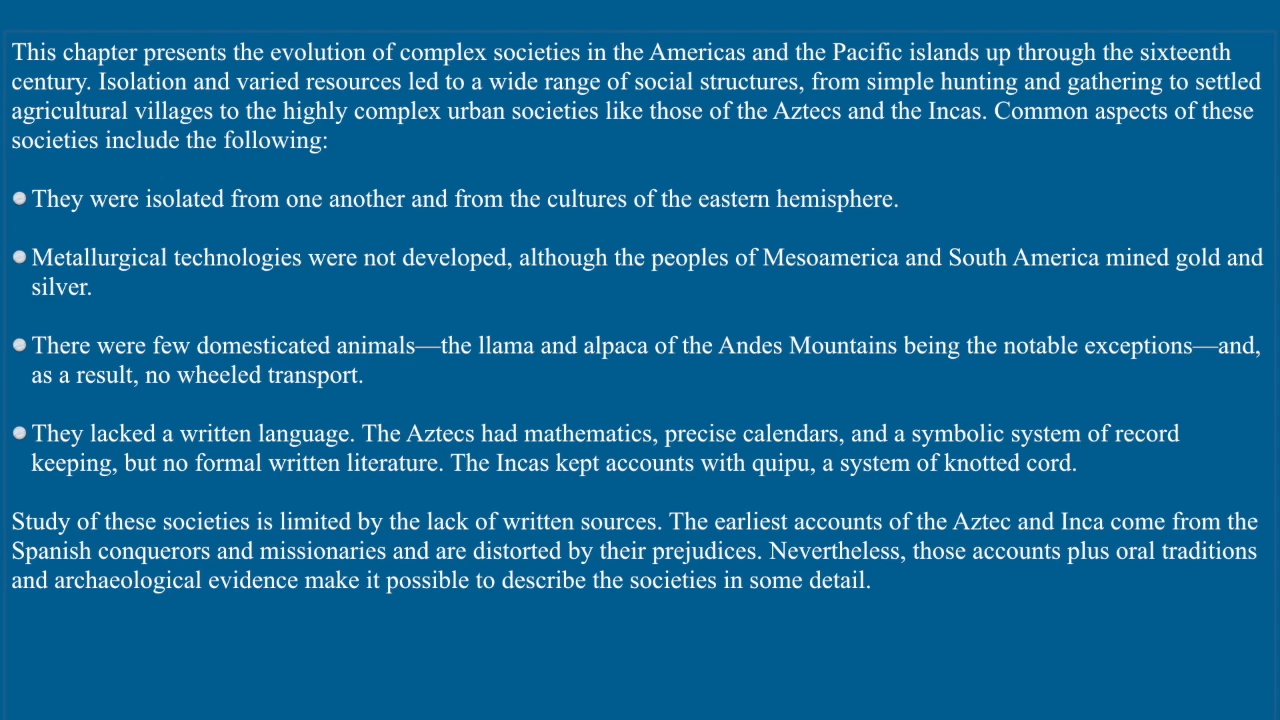 This chapter presents the evolution of complex societies in the Americas and the Pacific islands up through the sixteenth
century. Isolation and varied resources led to a wide range of social structures, from simple hunting and gathering to settled
agricultural villages to the highly complex urban societies like those of the Aztecs and the Incas. Common aspects of these
societies include the following:
They were isolated from one another and from the cultures of the eastern hemisphere.
Metallurgical technologies were not developed, although the peoples of Mesoamerica and South America mined gold and
silver.
There were few domesticated animals—the llama and alpaca of the Andes Mountains being the notable exceptions—and,
as a result, no wheeled transport.
They lacked a written language. The Aztecs had mathematics, precise calendars, and a symbolic system of record
keeping, but no formal written literature. The Incas kept accounts with quipu, a system of knotted cord.
Study of these societies is limited by the lack of written sources. The earliest accounts of the Aztec and Inca come from the
Spanish conquerors and missionaries and are distorted by their prejudices. Nevertheless, those accounts plus oral traditions
and archaeological evidence make it possible to describe the societies in some detail.